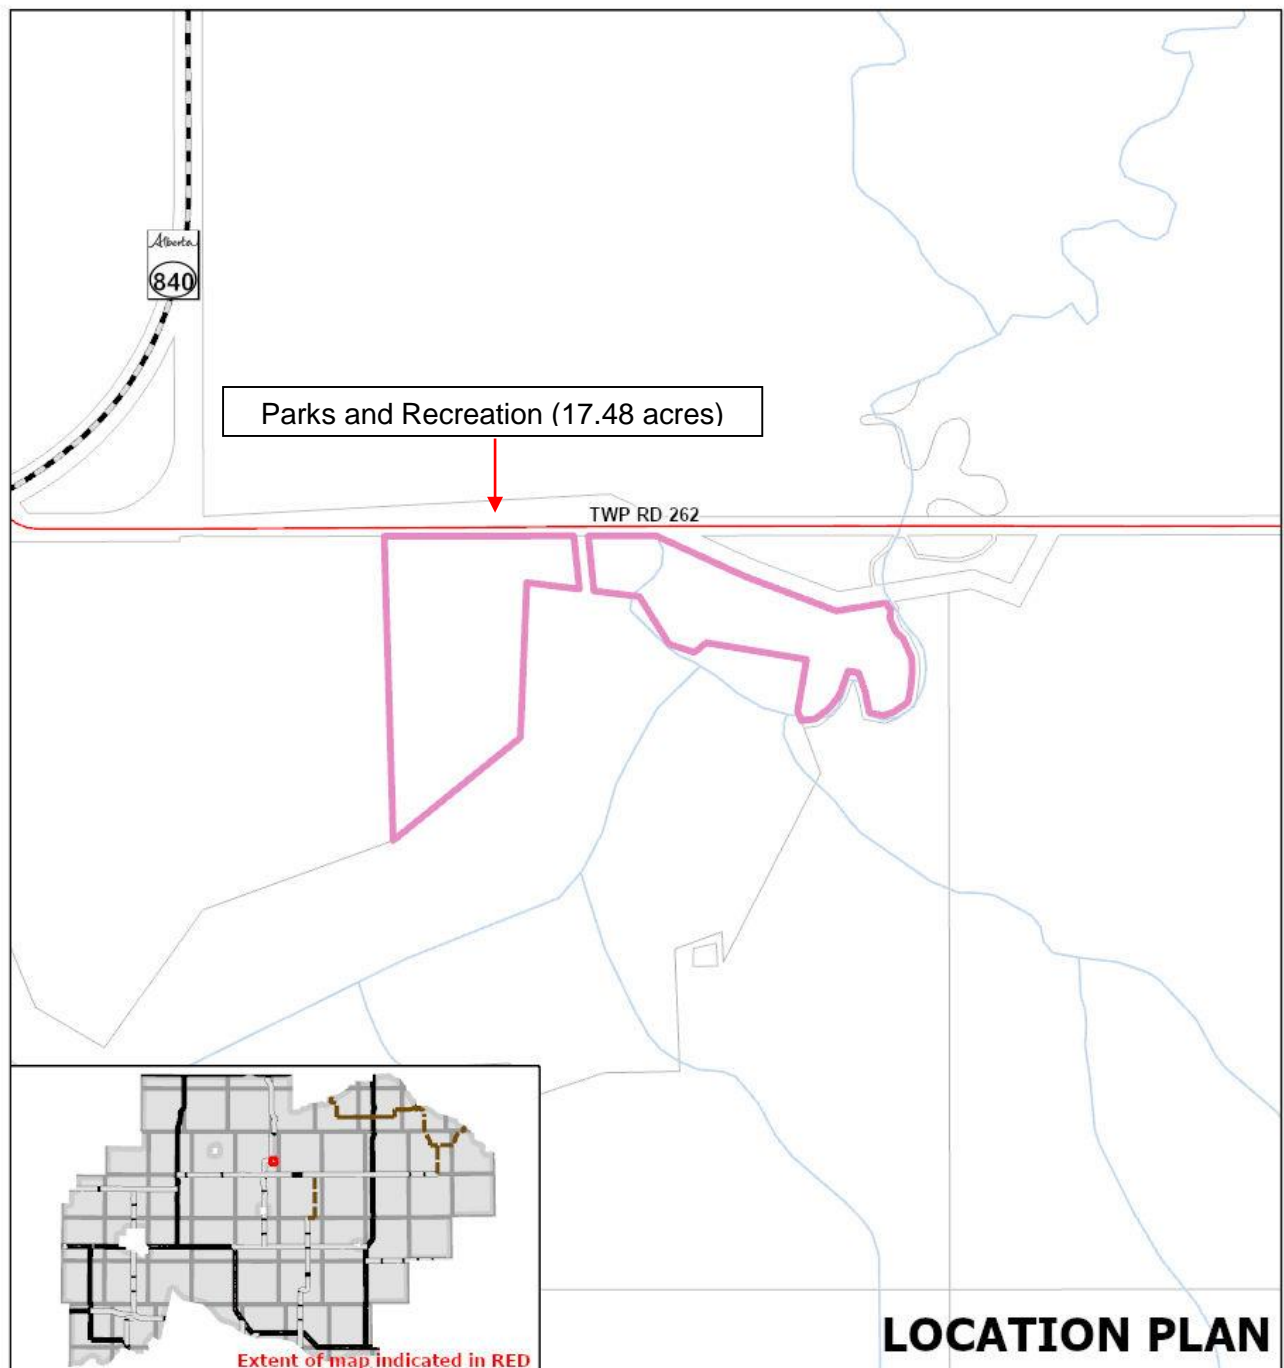 Alberta
840
Parks and Recreation (17.48 acres)
TWP RD 262
Extent of map indicated in RED
LOCATION PLAN